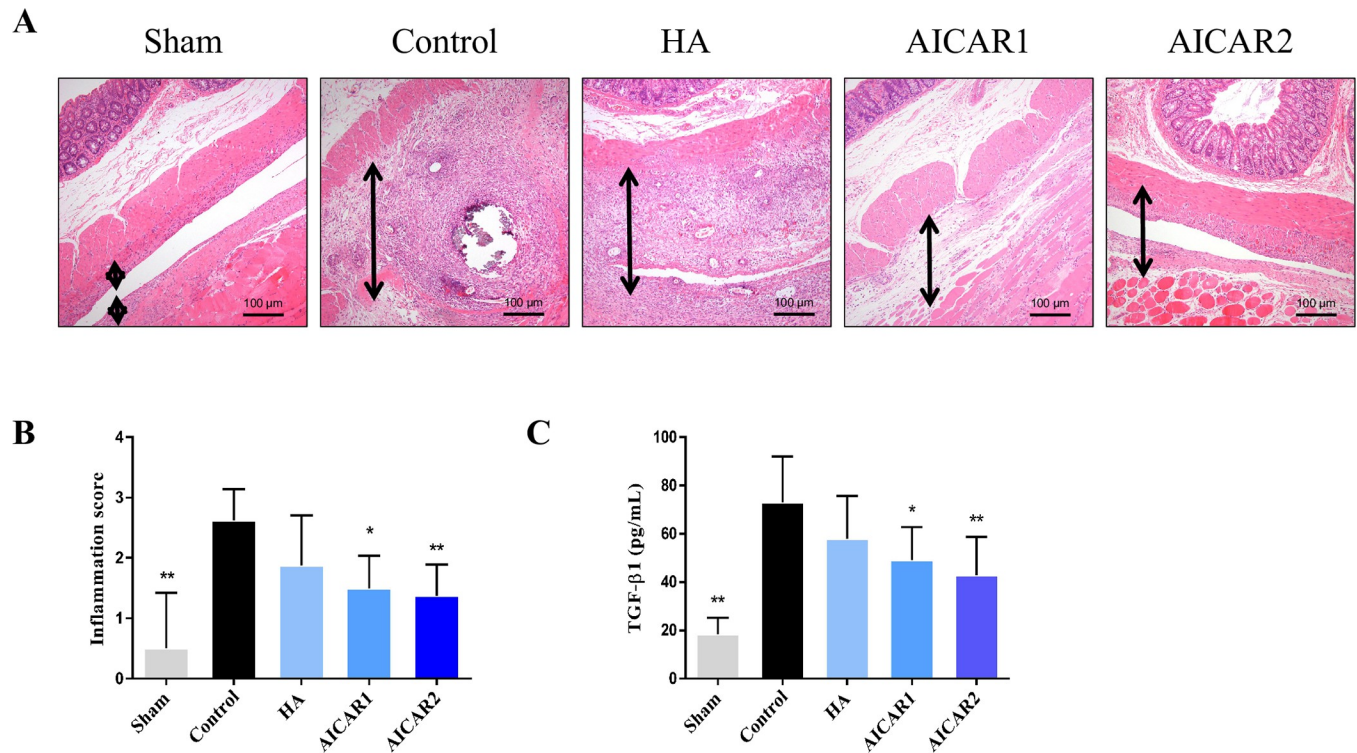 A
Sham Control HA AICAR1 AICAR2
100 µm 100 µm 100 µm 100 µm 100 µm
B
Inflammation score
4
3
2
1
0
** * **
Sham Control HA AICAR1 AICAR2
C
TGF-β1 (pg/mL)
100
80
60
40
20
0
** * **
Sham Control HA AICAR1 AICAR2